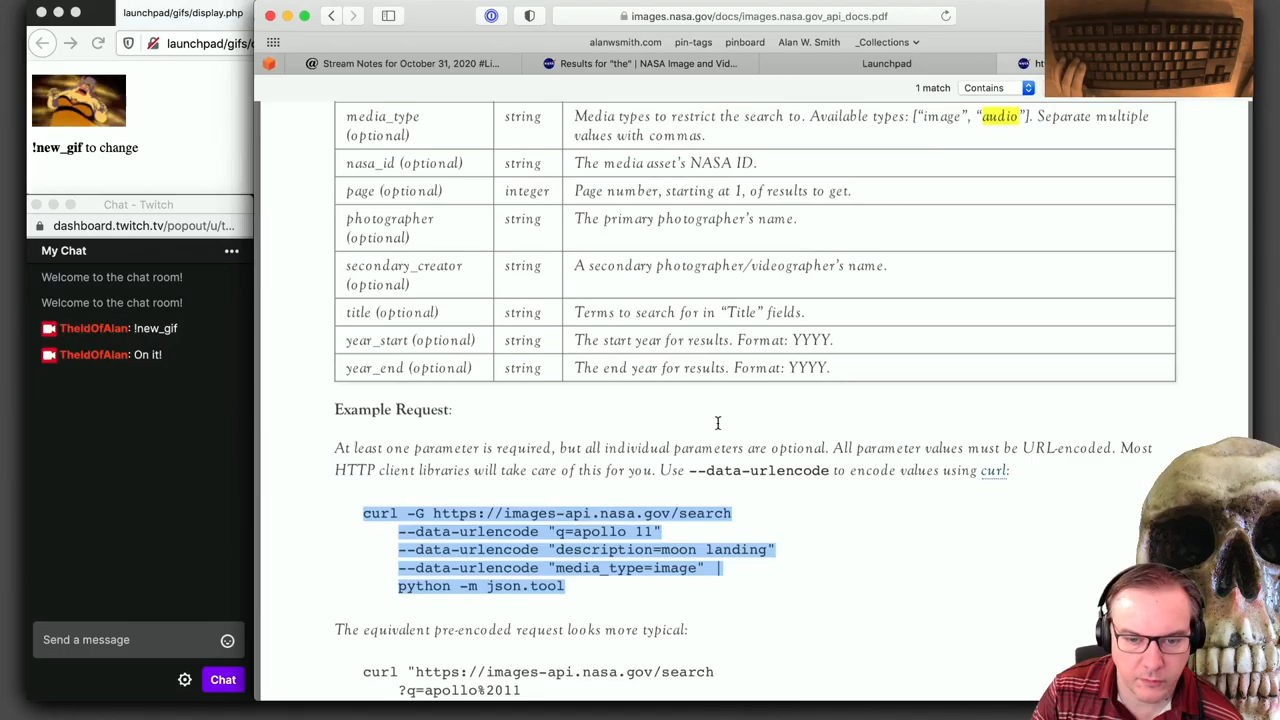 launchpad/gifs/display.php
launchpad/gifs/d
!new_gif to change
Chat - Twitch
dashboard.twitch.tv/popout/u/t...
My Chat
Welcome to the chat room!
Welcome to the chat room!
TheIdOfAlan: !new_gif
TheIdOfAlan: On it!
Send a message
Chat
images.nasa.gov/docs/images.nasa.gov_api_docs.pdf
alanwsmith.com pin-tags pinboard Alan W. Smith _Collections
Stream Notes for October 31, 2020 #Li...
Results for "the" | NASA Image and Vid...
Launchpad
ht
1 match Contains
media_type (optional) string Media types to restrict the search to. Available types: [“image”, “audio”]. Separate multiple values with commas.
nasa_id (optional) string The media asset’s NASA ID.
page (optional) integer Page number, starting at 1, of results to get.
photographer (optional) string The primary photographer’s name.
secondary_creator (optional) string A secondary photographer/videographer’s name.
title (optional) string Terms to search for in “Title” fields.
year_start (optional) string The start year for results. Format: YYYY.
year_end (optional) string The end year for results. Format: YYYY.
Example Request:
At least one parameter is required, but all individual parameters are optional. All parameter values must be URL-encoded. Most
HTTP client libraries will take care of this for you. Use --data-urlencode to encode values using curl:
curl -G https://images-api.nasa.gov/search
--data-urlencode "q=apollo 11"
--data-urlencode "description=moon landing"
--data-urlencode "media_type=image" |
python -m json.tool
The equivalent pre-encoded request looks more typical:
curl "https://images-api.nasa.gov/search
?q=apollo%2011